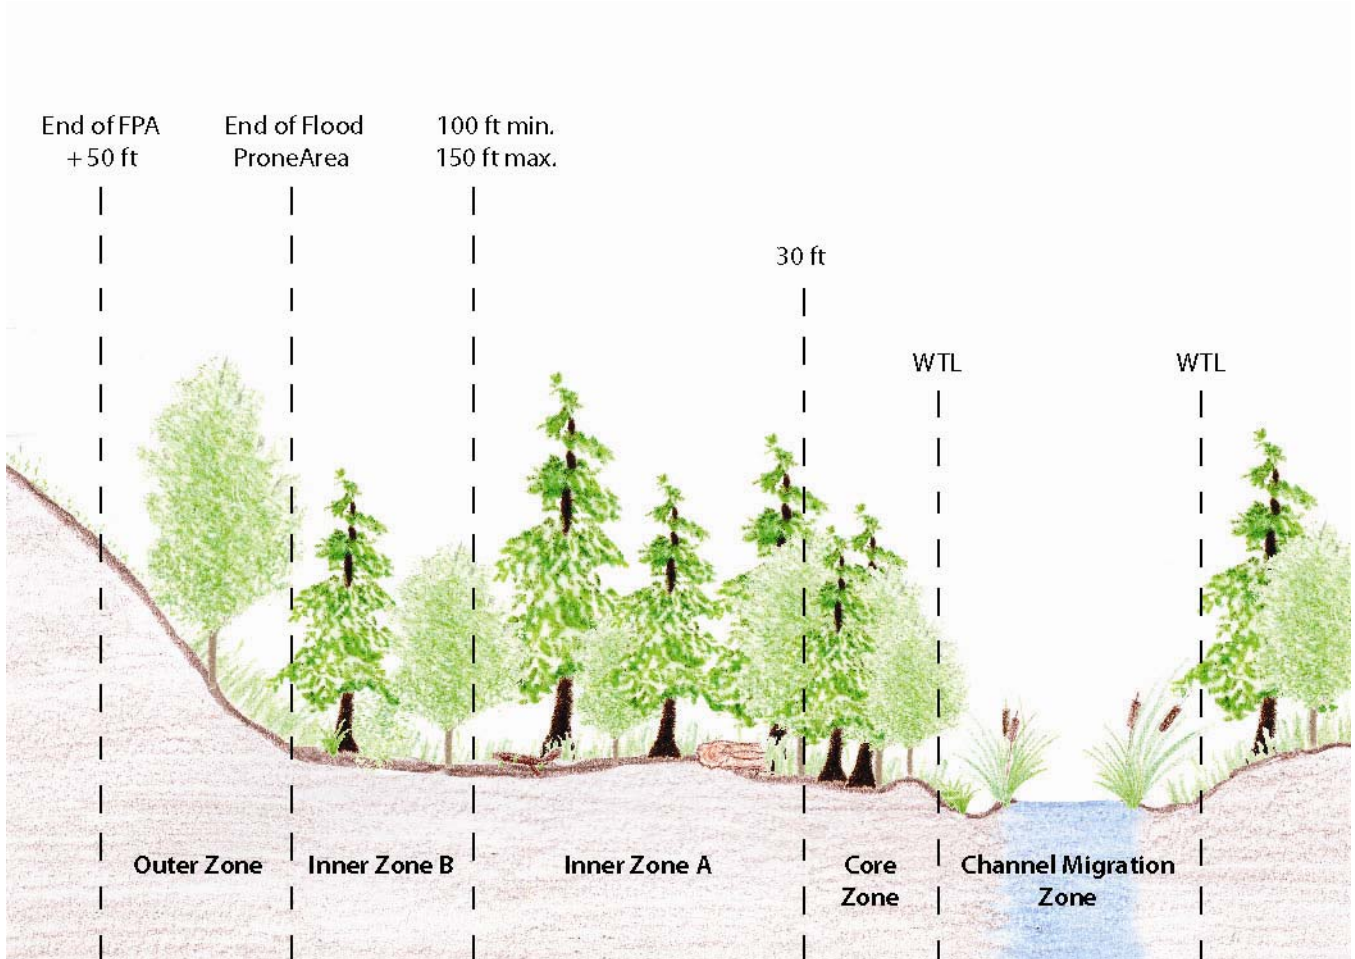 End of FPA
+ 50 ft
End of Flood
ProneArea
100 ft min.
150 ft max.
30 ft
WTL
WTL
Outer Zone
Inner Zone B
Inner Zone A
Core
Zone
Channel Migration
Zone